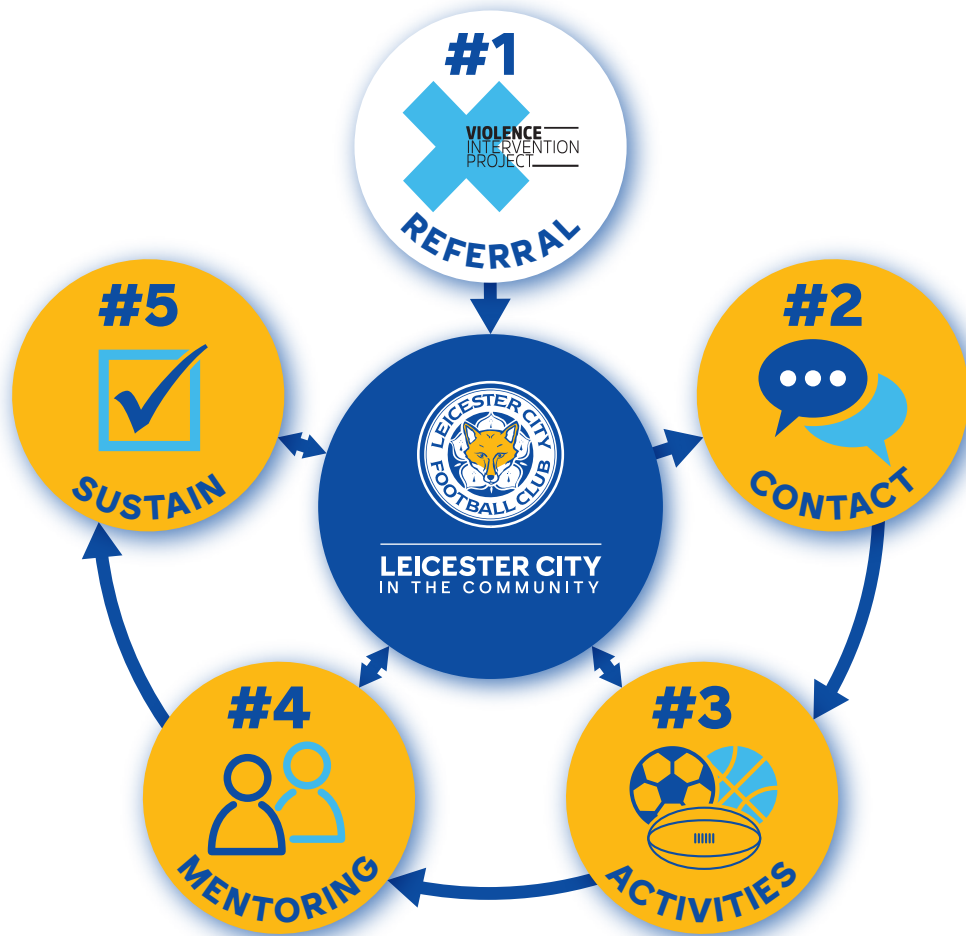 #1
VIOLENCE
INTERVENTION
PROJECT
REFERRAL
#5
SUSTAIN
#2
CONTACT
LEICESTER CITY
FOOTBALL CLUB
LEICESTER CITY
IN THE COMMUNITY
#4
MENTORING
#3
ACTIVITIES